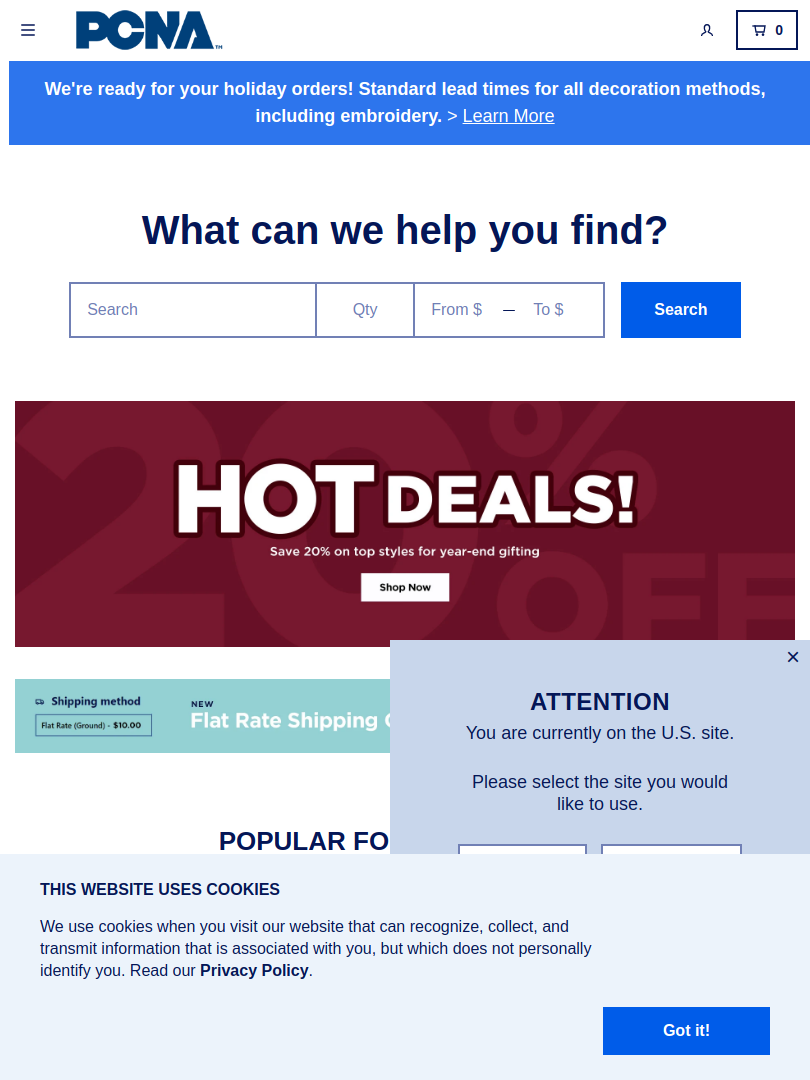 PCNA™
0
We're ready for your holiday orders! Standard lead times for all decoration methods,
including embroidery. > Learn More
What can we help you find?
Search
Qty
From $ — To $
Search
20%
OFF
HOT DEALS!
Save 20% on top styles for year-end gifting
Shop Now
Shipping method
Flat Rate (Ground) - $10.00
NEW
Flat Rate Shipping
×
ATTENTION
You are currently on the U.S. site.
Please select the site you would
like to use.
POPULAR FO
THIS WEBSITE USES COOKIES
We use cookies when you visit our website that can recognize, collect, and
transmit information that is associated with you, but which does not personally
identify you. Read our Privacy Policy.
Got it!